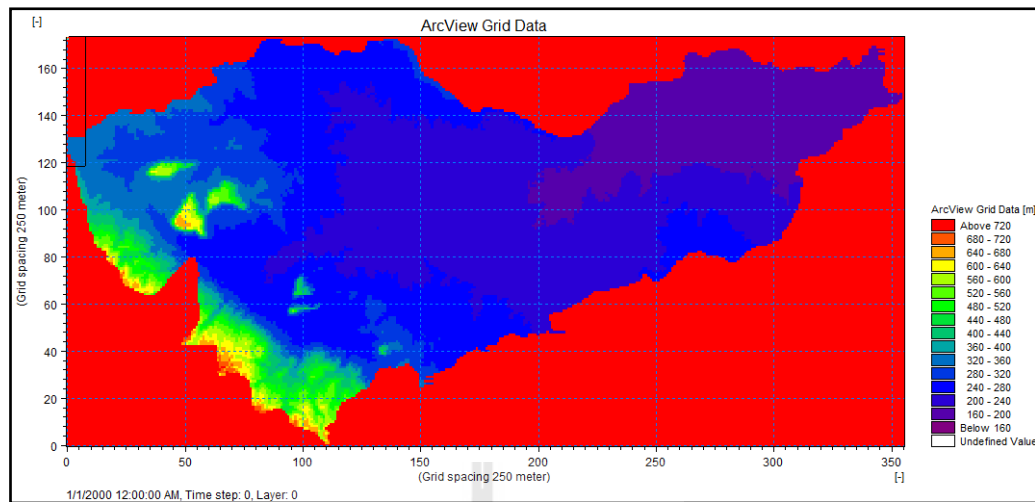 ArcView Grid Data
[-]
160
140
120
100
80
60
40
20
0
(Grid spacing 250 meter)
0 50 100 150 200 250 300 350
(Grid spacing 250 meter)
[-]
1/1/2000 12:00:00 AM, Time step: 0, Layer: 0
ArcView Grid Data [m]
Above 720
680 - 720
640 - 680
600 - 640
560 - 600
520 - 560
480 - 520
440 - 480
400 - 440
360 - 400
320 - 360
280 - 320
240 - 280
200 - 240
160 - 200
Below 160
Undefined Value